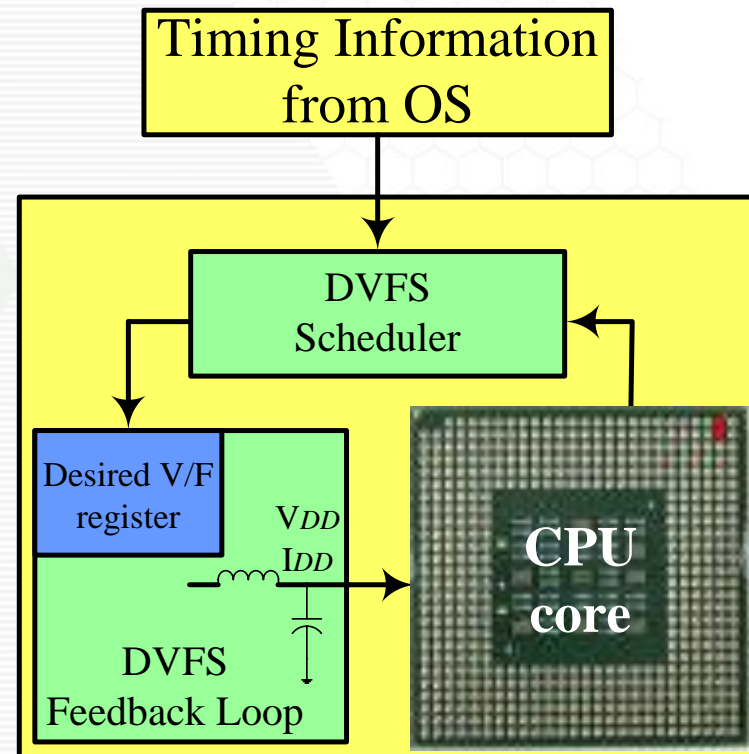 Timing Information
from OS
DVFS
Scheduler
Desired V/F
register
VDD
IDD
DVFS
Feedback Loop
CPU
core